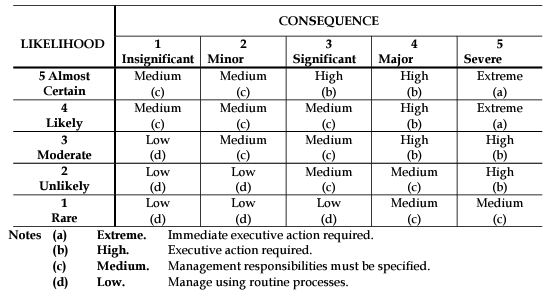 CONSEQUENCE
LIKELIHOOD 1 2 3 4 5
Insignificant Minor Significant Major Severe
5 Almost Certain Medium (c) Medium (c) High (b) High (b) Extreme (a)
4 Likely Medium (c) Medium (c) Medium (c) High (b) Extreme (a)
3 Moderate Low (d) Medium (c) Medium (c) High (b) High (b)
2 Unlikely Low (d) Low (d) Medium (c) Medium (c) High (b)
1 Rare Low (d) Low (d) Low (d) Medium (c) Medium (c)
Notes (a) Extreme. Immediate executive action required.
(b) High. Executive action required.
(c) Medium. Management responsibilities must be specified.
(d) Low. Manage using routine processes.